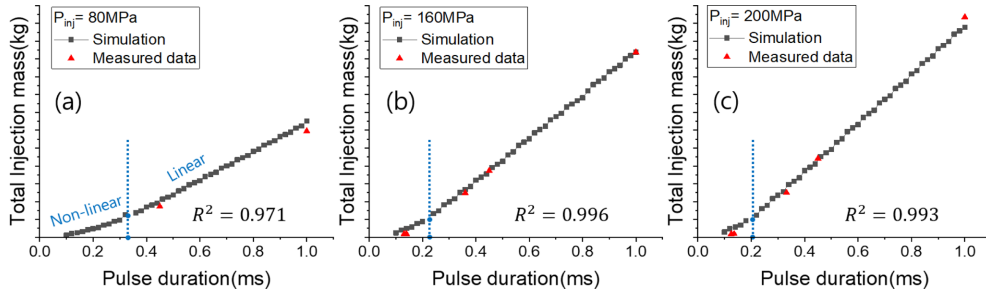 P_inj = 80MPa
Simulation
Measured data
(a)
Non-linear
Linear
R² = 0.971
Total Injection mass(kg)
0.0 0.2 0.4 0.6 0.8 1.0
Pulse duration(ms)
P_inj = 160MPa
Simulation
Measured data
(b)
R² = 0.996
Total Injection mass(kg)
0.0 0.2 0.4 0.6 0.8 1.0
Pulse duration(ms)
P_inj = 200MPa
Simulation
Measured data
(c)
R² = 0.993
Total Injection mass(kg)
0.0 0.2 0.4 0.6 0.8 1.0
Pulse duration(ms)